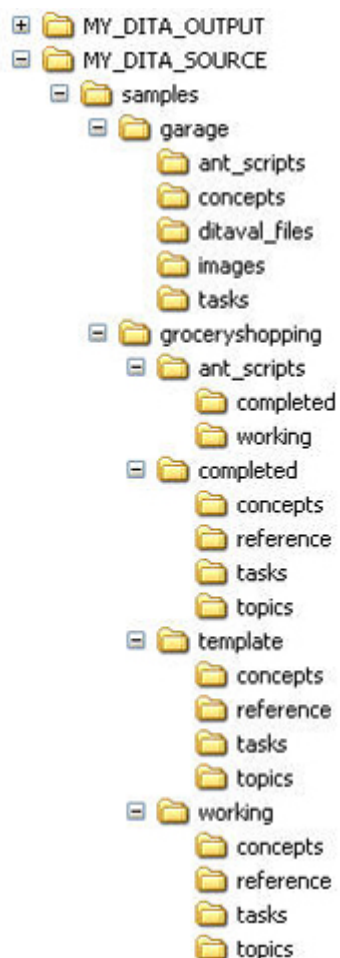 MY_DITA_OUTPUT
MY_DITA_SOURCE
samples
garage
ant_scripts
concepts
ditaval_files
images
tasks
groceryshopping
ant_scripts
completed
working
completed
concepts
reference
tasks
topics
template
concepts
reference
tasks
topics
working
concepts
reference
tasks
topics